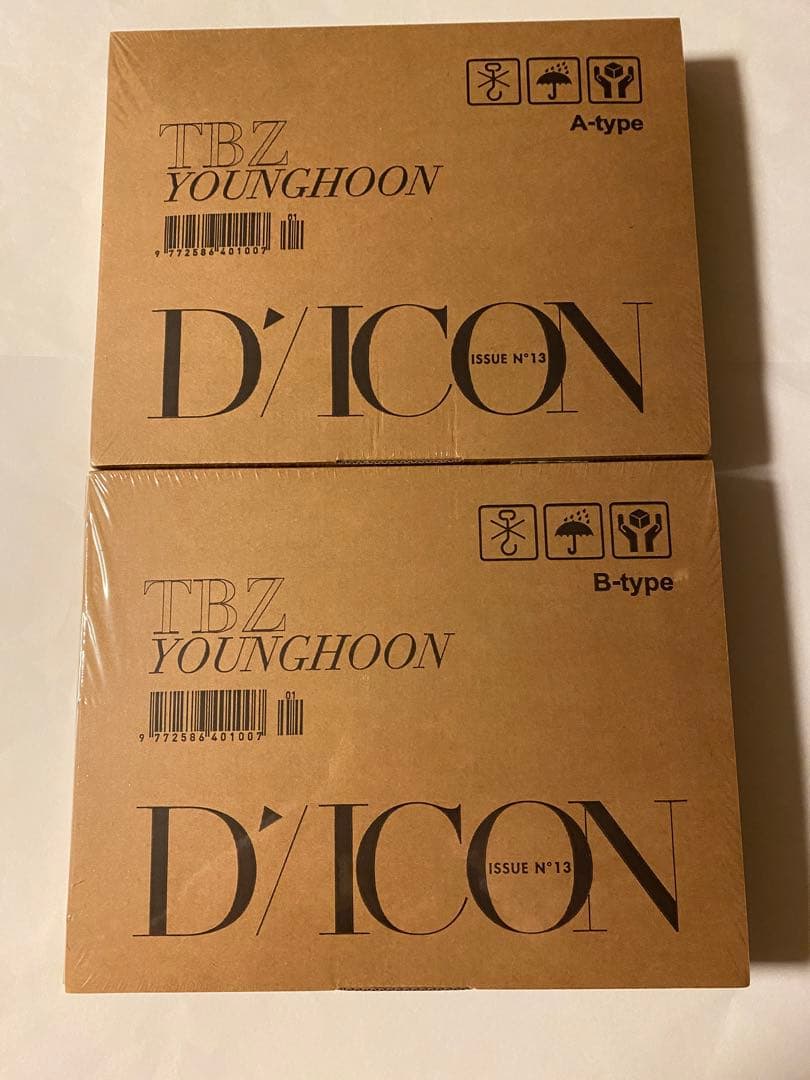 A-type
TBZ
YOUNGHOON
01
9 772586 401007
D'/ICON
ISSUE N°13
B-type
TBZ
YOUNGHOON
01
9 772586 401007
D'/ICON
ISSUE N°13